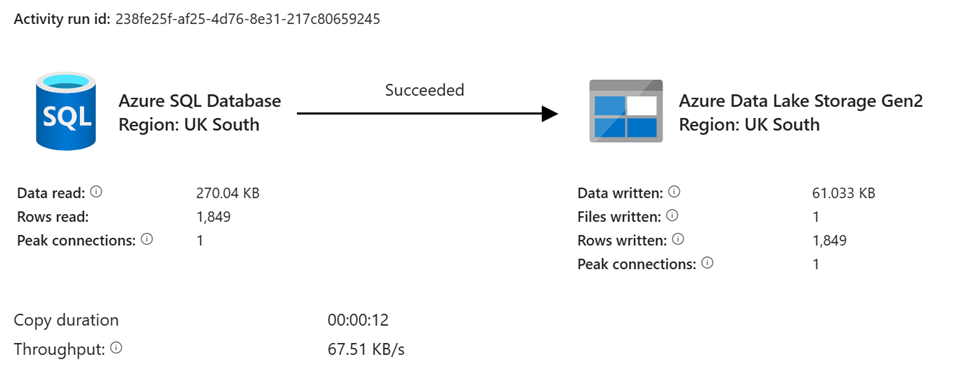 Activity run id: 238fe25f-af25-4d76-8e31-217c80659245
SQL
Azure SQL Database
Region: UK South
Succeeded
Azure Data Lake Storage Gen2
Region: UK South
Data read: 270.04 KB
Rows read: 1,849
Peak connections: 1
Data written: 61.033 KB
Files written: 1
Rows written: 1,849
Peak connections: 1
Copy duration 00:00:12
Throughput: 67.51 KB/s